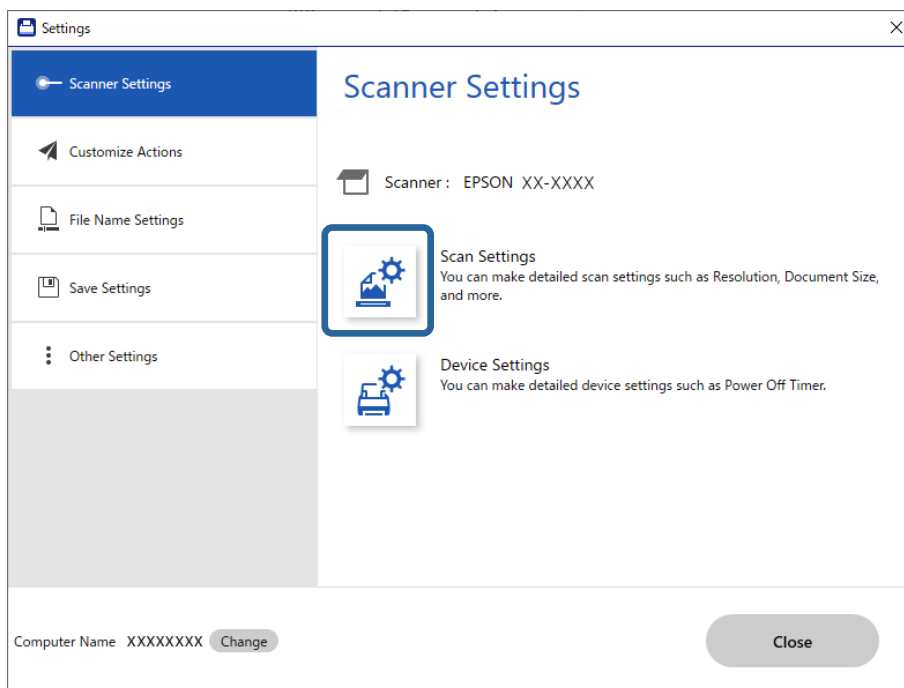 Settings
Scanner Settings
Customize Actions
File Name Settings
Save Settings
Other Settings
Scanner Settings
Scanner : EPSON XX-XXXX
Scan Settings
You can make detailed scan settings such as Resolution, Document Size,
and more.
Device Settings
You can make detailed device settings such as Power Off Timer.
Computer Name XXXXXXXX Change
Close